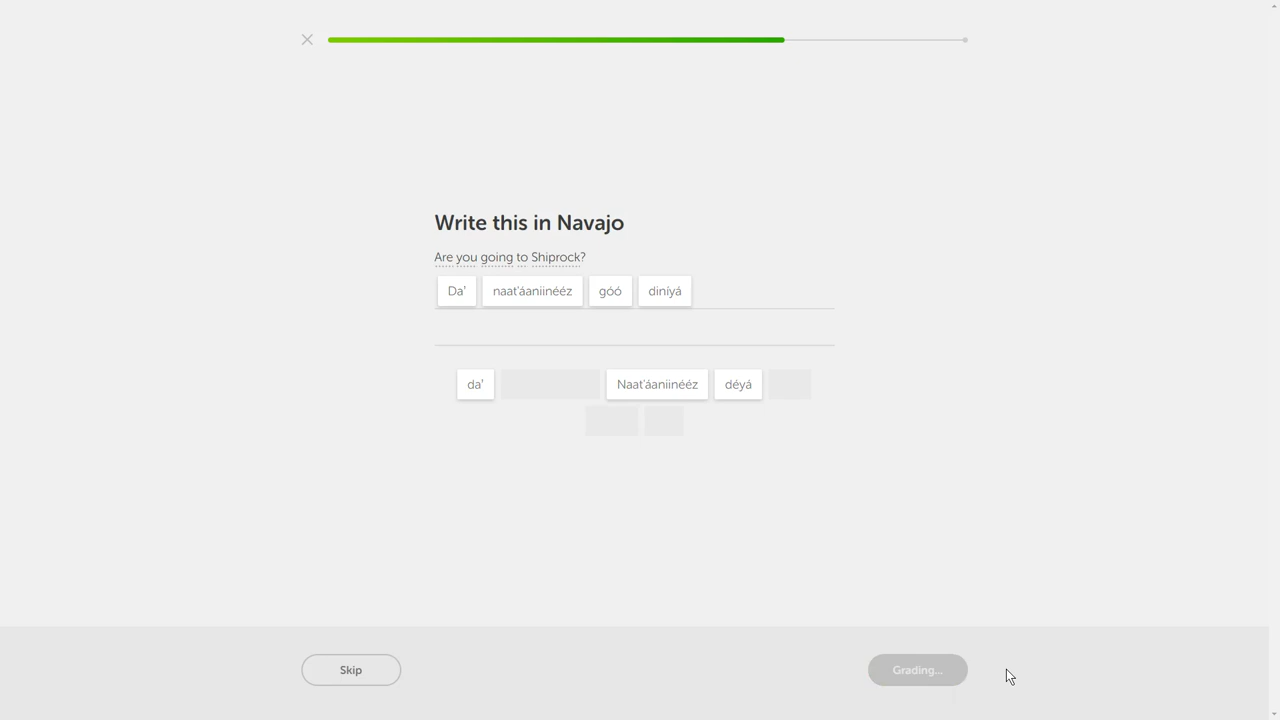 Write this in Navajo
Are you going to Shiprock?
Da' naat'áaniinééz góó díníyá
da' Naat'áaniinééz déyá
Skip Grading...